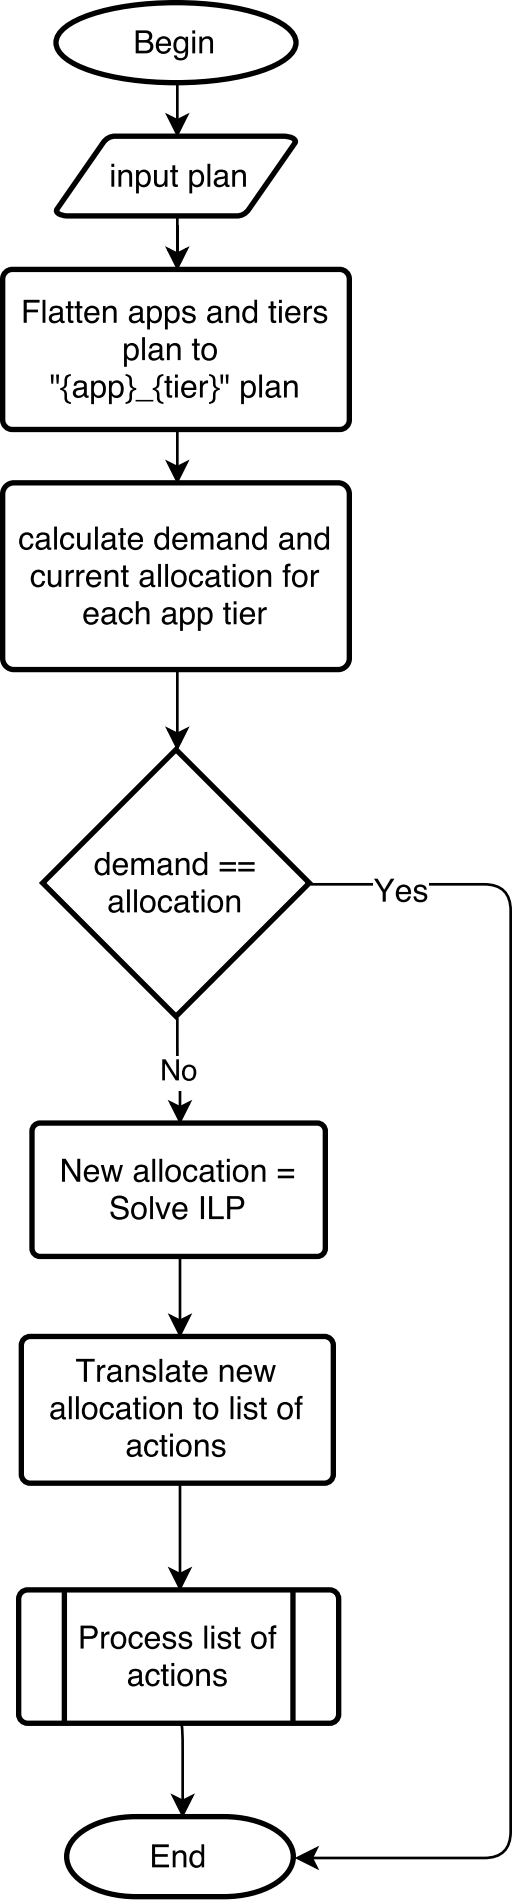 Begin
input plan
Flatten apps and tiers
plan to
"{app}_{tier}" plan
calculate demand and
current allocation for
each app tier
demand ==
allocation
Yes
No
New allocation =
Solve ILP
Translate new
allocation to list of
actions
Process list of
actions
End